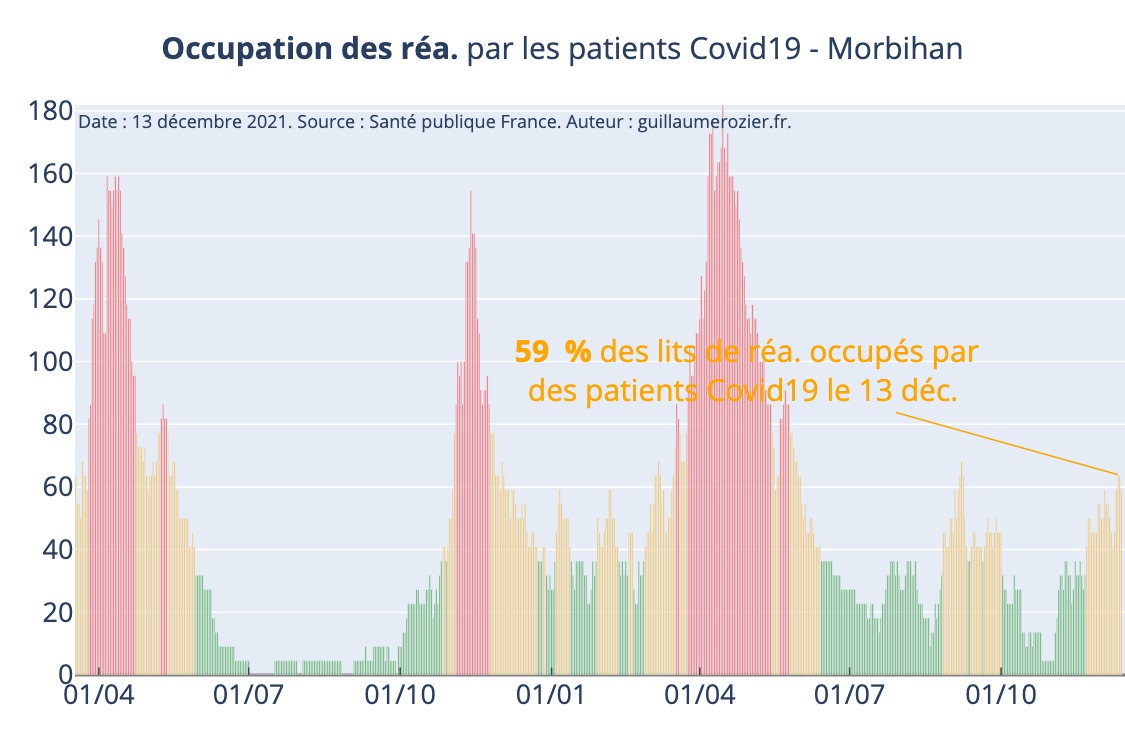 Occupation des réa. par les patients Covid19 - Morbihan
180
Date : 13 décembre 2021. Source : Santé publique France. Auteur : guillaumerozier.fr.
160
140
120
100
59 % des lits de réa. occupés par
des patients Covid19 le 13 déc.
80
60
40
20
0
01/04 01/07 01/10 01/01 01/04 01/07 01/10